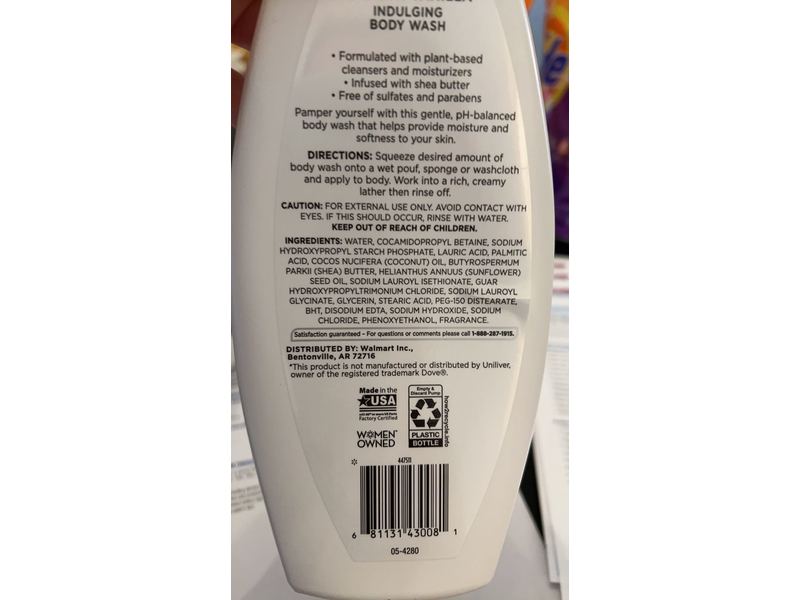 INDULGING
BODY WASH
• Formulated with plant-based
cleansers and moisturizers
• Infused with shea butter
• Free of sulfates and parabens
Pamper yourself with this gentle, pH-balanced
body wash that helps provide moisture and
softness to your skin.
DIRECTIONS: Squeeze desired amount of
body wash onto a wet pouf, sponge or washcloth
and apply to body. Work into a rich, creamy
lather then rinse off.
CAUTION: FOR EXTERNAL USE ONLY. AVOID CONTACT WITH
EYES. IF THIS SHOULD OCCUR, RINSE WITH WATER.
KEEP OUT OF REACH OF CHILDREN.
INGREDIENTS: WATER, COCAMIDOPROPYL BETAINE, SODIUM
HYDROXYPROPYL STARCH PHOSPHATE, LAURIC ACID, PALMITIC
ACID, COCOS NUCIFERA (COCONUT) OIL, BUTYROSPERMUM
PARKII (SHEA) BUTTER, HELIANTHUS ANNUUS (SUNFLOWER)
SEED OIL, SODIUM LAUROYL ISETHIONATE, GUAR
HYDROXYPROPYLTRIMONIUM CHLORIDE, SODIUM LAUROYL
GLYCINATE, GLYCERIN, STEARIC ACID, PEG-150 DISTEARATE,
BHT, DISODIUM EDTA, SODIUM HYDROXIDE, SODIUM
CHLORIDE, PHENOXYETHANOL, FRAGRANCE.
Satisfaction guaranteed – For questions or comments please call 1-888-287-1915.
DISTRIBUTED BY: Walmart Inc.,
Bentonville, AR 72716
*This product is not manufactured or distributed by Uniliver,
owner of the registered trademark Dove®.
Made in the
USA
Factory Certified
WOMEN
OWNED
Empty &
Discard Pump
PLASTIC
BOTTLE
how2recycle.info
447511
6 81131 43008 1
05-4280